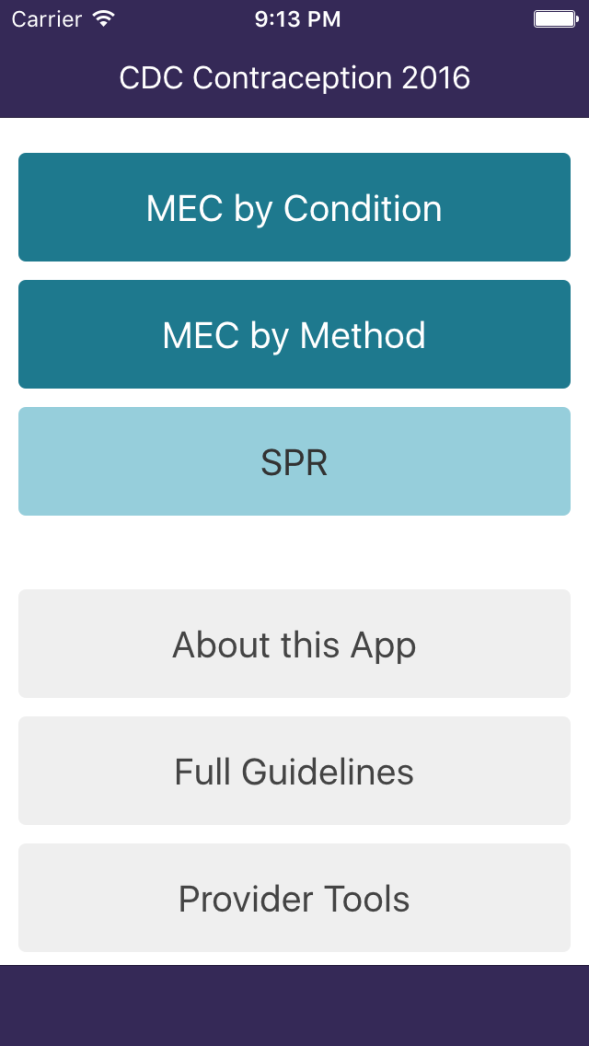 Carrier 9:13 PM
CDC Contraception 2016
MEC by Condition
MEC by Method
SPR
About this App
Full Guidelines
Provider Tools